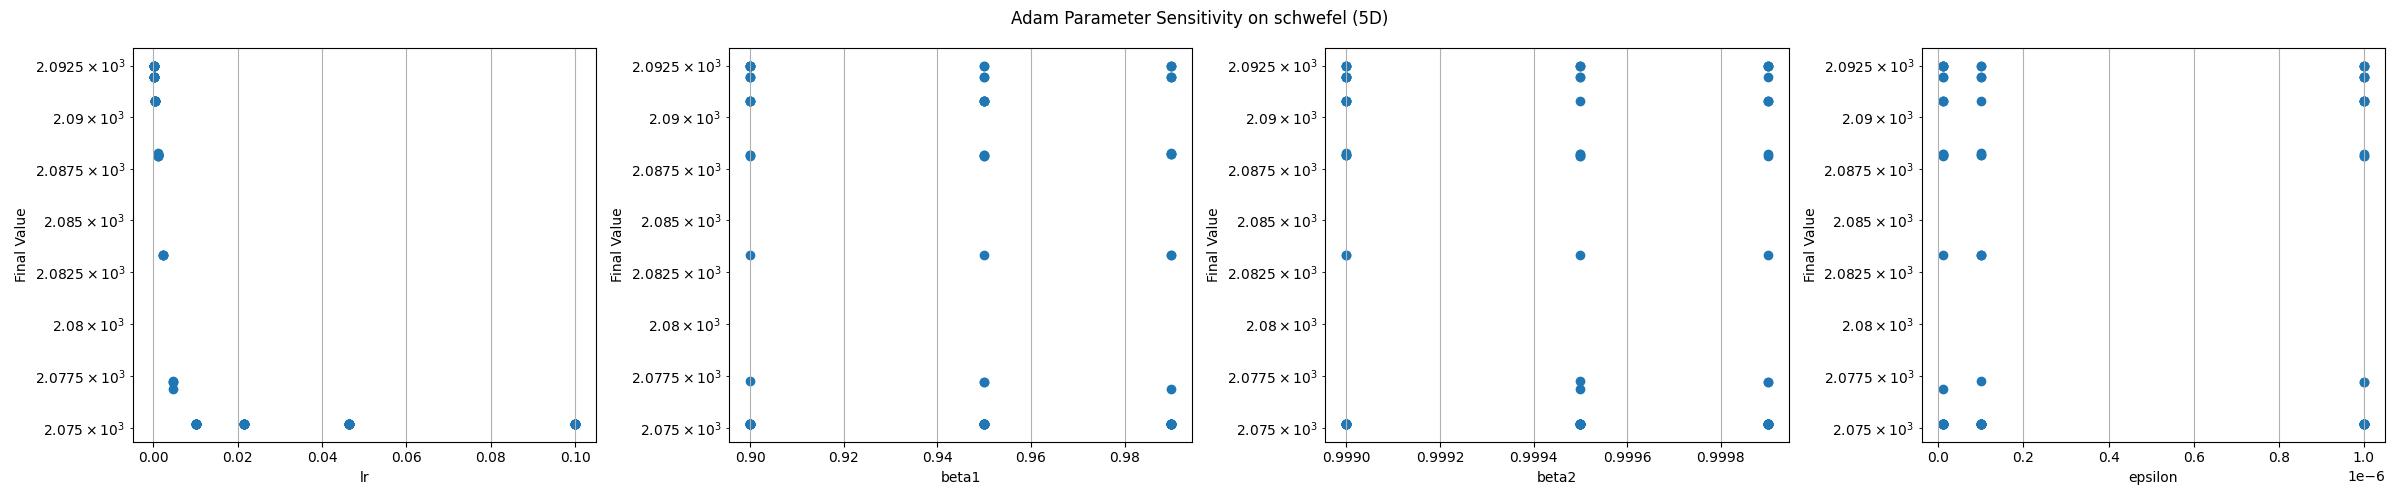 Adam Parameter Sensitivity on schwefel (5D)
Final Value
2.0925 × 10³
2.09 × 10³
2.0875 × 10³
2.085 × 10³
2.0825 × 10³
2.08 × 10³
2.0775 × 10³
2.075 × 10³
0.00 0.02 0.04 0.06 0.08 0.10
lr
Final Value
2.0925 × 10³
2.09 × 10³
2.0875 × 10³
2.085 × 10³
2.0825 × 10³
2.08 × 10³
2.0775 × 10³
2.075 × 10³
0.90 0.92 0.94 0.96 0.98
beta1
Final Value
2.0925 × 10³
2.09 × 10³
2.0875 × 10³
2.085 × 10³
2.0825 × 10³
2.08 × 10³
2.0775 × 10³
2.075 × 10³
0.9990 0.9992 0.9994 0.9996 0.9998
beta2
Final Value
2.0925 × 10³
2.09 × 10³
2.0875 × 10³
2.085 × 10³
2.0825 × 10³
2.08 × 10³
2.0775 × 10³
2.075 × 10³
0.0 0.2 0.4 0.6 0.8 1.0
1e−6
epsilon